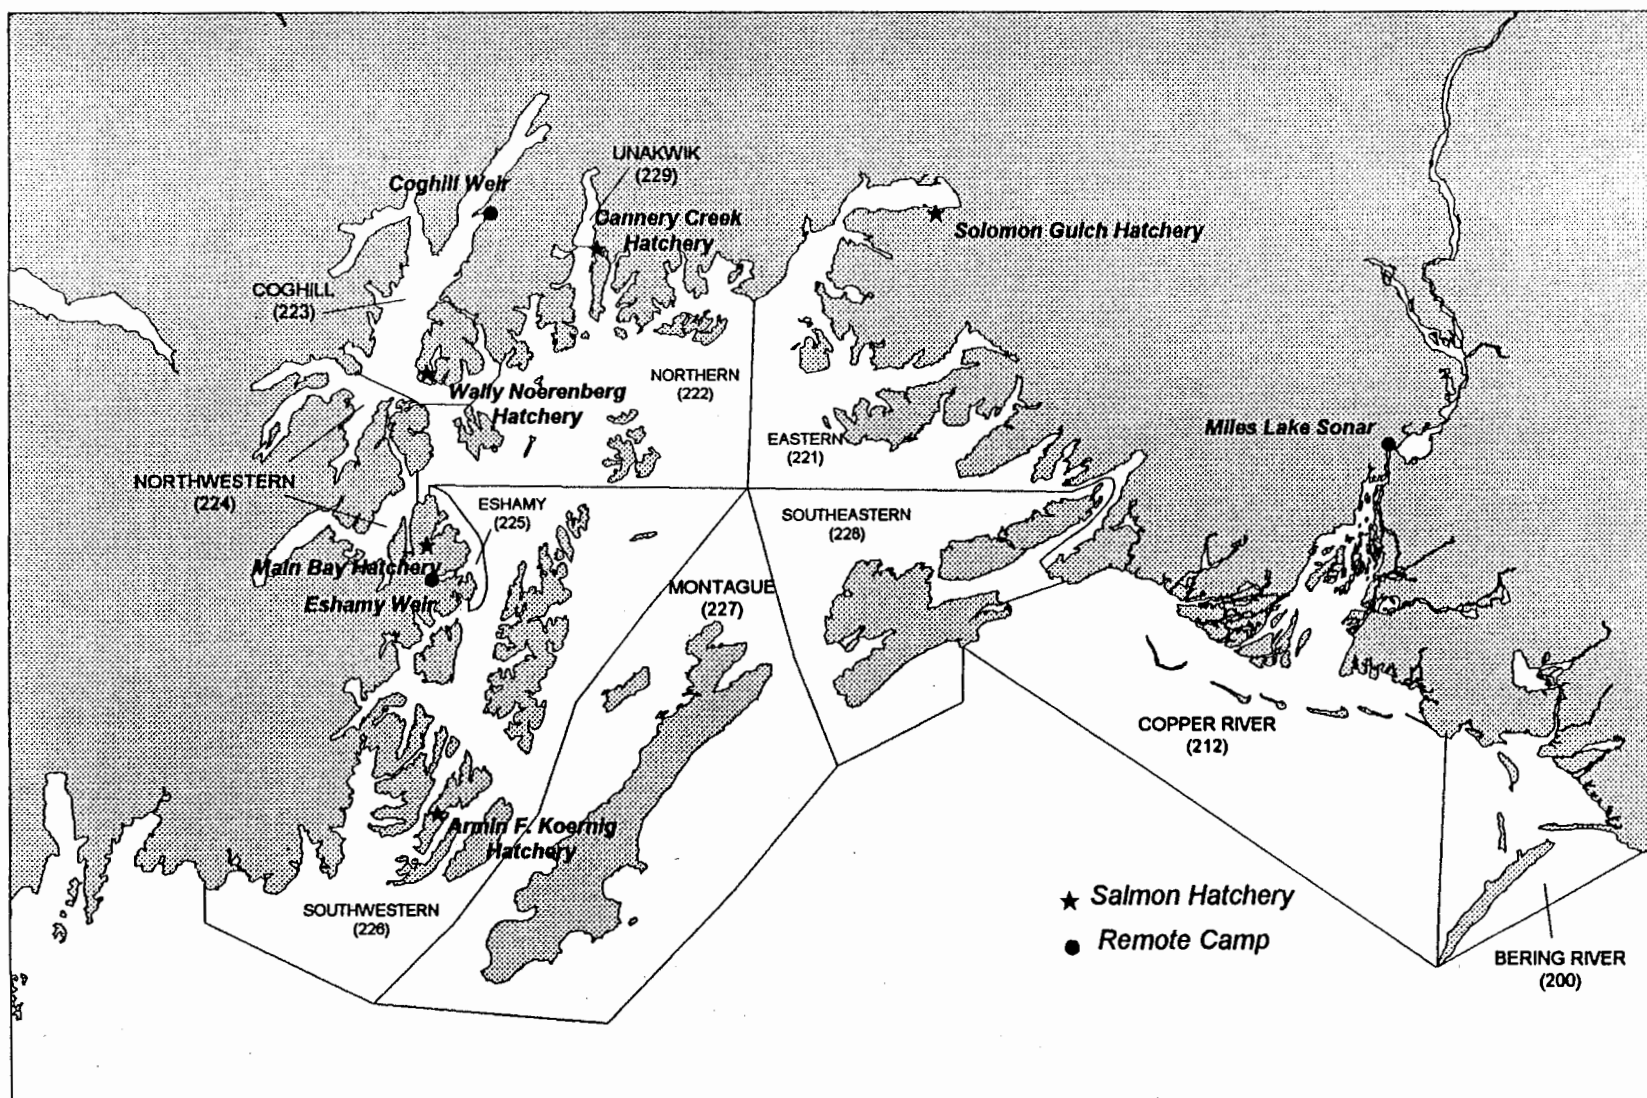 UNAKWIK
(229)
Coghill Weir
Cannery Creek
Hatchery
Solomon Gulch Hatchery
COGHILL
(223)
NORTHERN
(222)
Wally Noerenberg
Hatchery
EASTERN
(221)
Miles Lake Sonar
NORTHWESTERN
(224)
ESHAMY
(225)
SOUTHEASTERN
(228)
Main Bay Hatchery
Eshamy Weir
MONTAGUE
(227)
COPPER RIVER
(212)
Armin F. Koernig
Hatchery
SOUTHWESTERN
(226)
Salmon Hatchery
Remote Camp
BERING RIVER
(200)